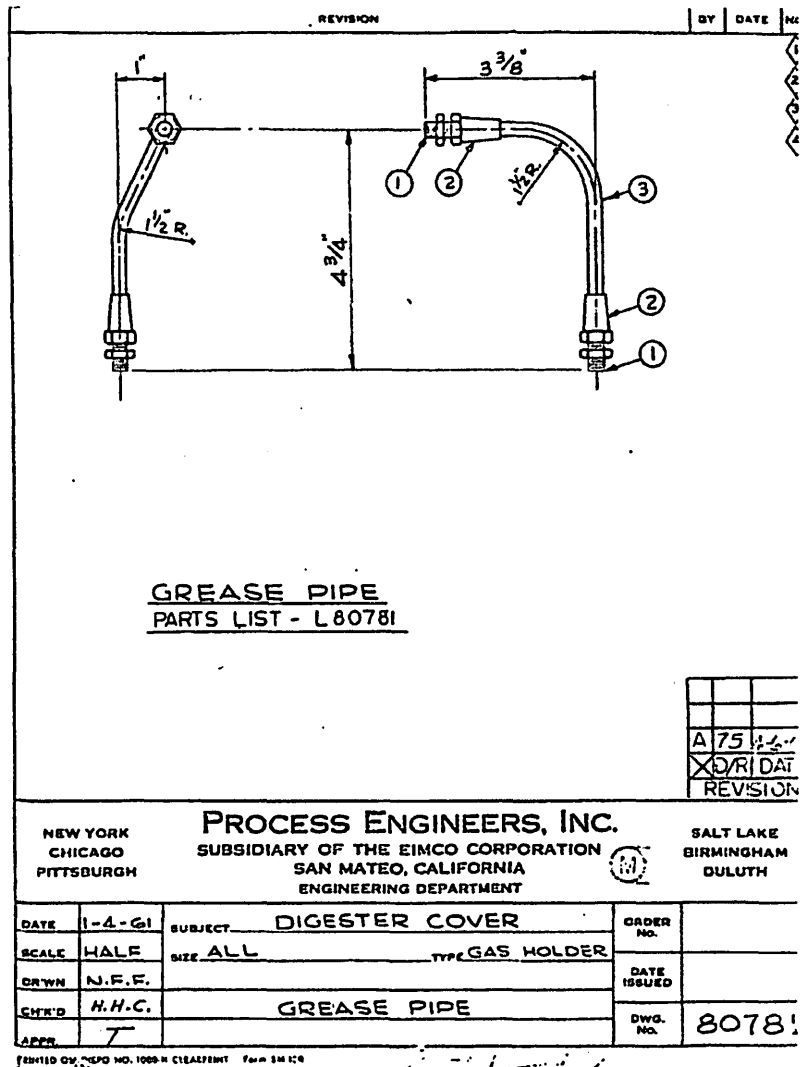 REVISION BY DATE
1" 3 3/8"
1 2 1 1/2" R. 3
1 1/2" R.
4 3/4"
2
1
GREASE PIPE
PARTS LIST - L80781
A 75
O/R DAT
REVISION
NEW YORK
CHICAGO
PITTSBURGH
PROCESS ENGINEERS, INC.
SUBSIDIARY OF THE EIMCO CORPORATION
SAN MATEO, CALIFORNIA
ENGINEERING DEPARTMENT
SALT LAKE
BIRMINGHAM
DULUTH
DATE 1-4-61 SUBJECT DIGESTER COVER ORDER No.
SCALE HALF SIZE ALL TYPE GAS HOLDER
DR'WN N.F.F. DATE ISSUED
CH'K'D H.H.C. GREASE PIPE
APPR. T DWG. No. 8078